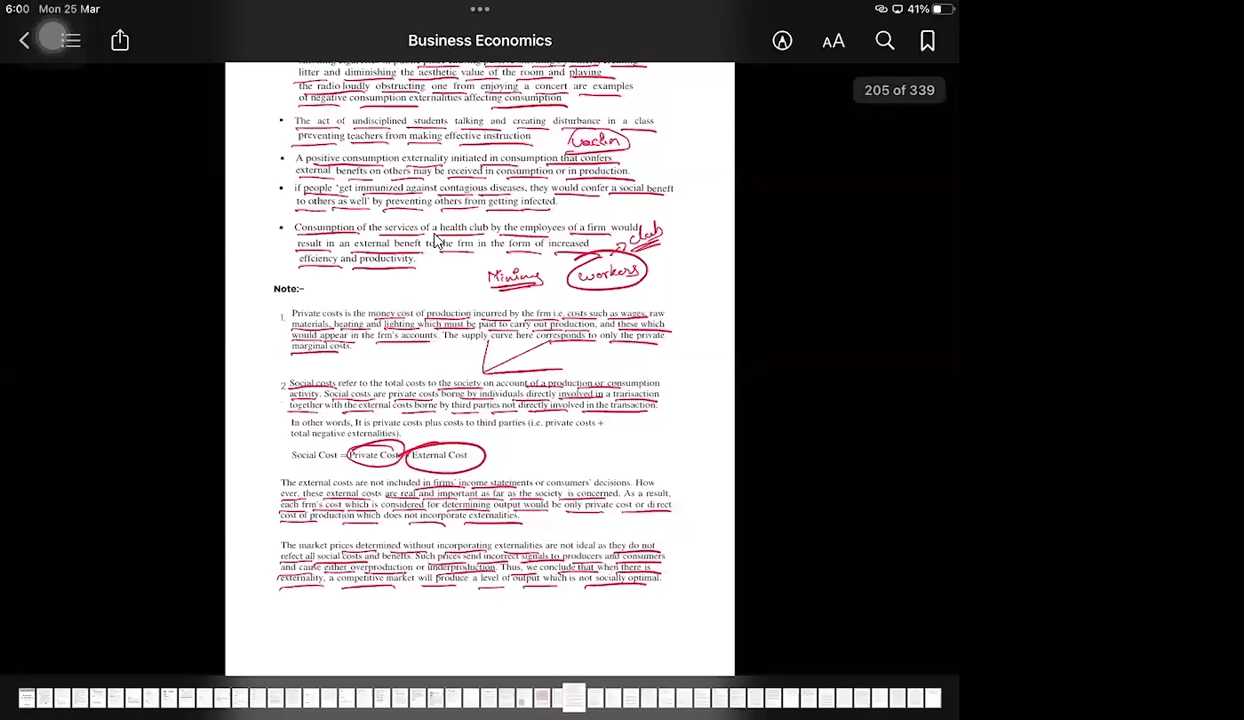 6:00 Mon 25 Mar
41%
Business Economics
AA
205 of 339
litter and diminishing the aesthetic value of the room and playing
the radio loudly obstructing one from enjoying a concert are examples
of negative consumption externalities affecting consumption
• The act of undisciplined students talking and creating disturbance in a class
preventing teachers from making effective instruction
• A positive consumption externality initiated in consumption that confers
external benefts on others may be received in consumption or in production.
• if people 'get immunized against contagious diseases, they would confer a social benefit
to others as well' by preventing others from getting infected.
• Consumption of the services of a health club by the employees of a firm would
result in an external beneft to the frm in the form of increased
effciency and productivity.
club
Mining
workers
Note:-
1. Private costs is the money cost of production incurred by the frm i.e. costs such as wages, raw
materials, heating and lighting which must be paid to carry out production, and these which
would appear in the frm's accounts. The supply curve here corresponds to only the private
marginal costs.
2. Social costs refer to the total costs to the society on account of a production or consumption
activity. Social costs are private costs borng by individuals directly involved in a trarisaction
together with the external costs borne by third parties not directly involved in the transaction.
In other words, It is private costs plus costs to third parties (i.e. private costs +
total negative externalities).
Social Cost = Private Cost External Cost
The external costs are not included in firms' income statements or consumers' decisions. How
ever, these external costs are real and important as far as the society is concerned. As a result,
each frm's cost which is considered for determining output would be only private cost or direct
cost of production which does not incorporate externalities.
The market prices determined without incorporating externalities are not ideal as they do not
refect all social costs and benefts. Such prices send incorrect signals to producers and consumers
and cause either overproduction or underproduction. Thus, we conclude that when there is
externality, a competitive market will produce a level of output which is not socially optimal.